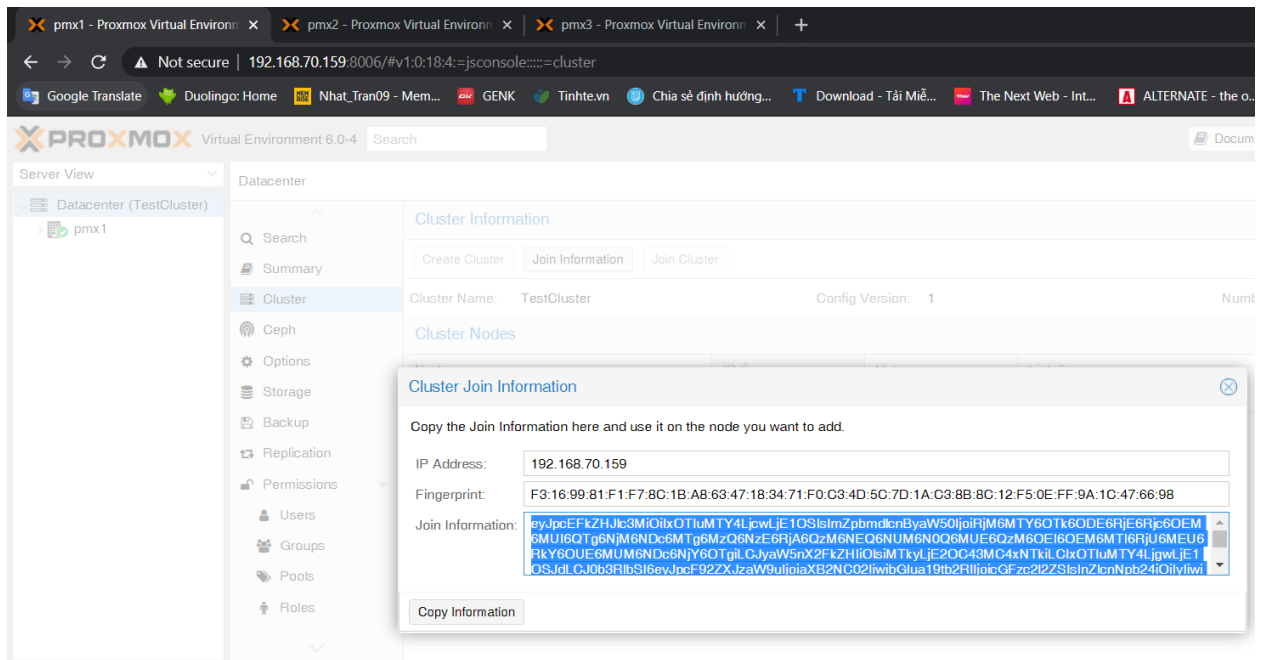 pmx1 - Proxmox Virtual Environ
pmx2 - Proxmox Virtual Environ
pmx3 - Proxmox Virtual Environ
Not secure | 192.168.70.159:8006/#v1:0:18:4:=jsconsole:::::=cluster
Google Translate
Duolingo: Home
Nhat_Tran09 - Mem...
GENK
Tinhte.vn
Chia sẻ định hướng...
Download - Tải Miễ...
The Next Web - Int...
ALTERNATE - the o...
PROXMOX Virtual Environment 6.0-4 Search
Docum
Server View
Datacenter
Datacenter (TestCluster)
pmx1
Search
Summary
Cluster
Ceph
Options
Storage
Backup
Replication
Permissions
Users
Groups
Pools
Roles
Cluster Information
Create Cluster Join Information Join Cluster
Cluster Name: TestCluster Config Version: 1 Numb
Cluster Nodes
Cluster Join Information
Copy the Join Information here and use it on the node you want to add.
IP Address: 192.168.70.159
Fingerprint: F3:16:99:81:F1:F7:8C:1B:A8:63:47:18:34:71:F0:C3:4D:5C:7D:1A:C3:8B:8C:12:F5:0E:FF:9A:1C:47:66:98
Join Information:
Copy Information